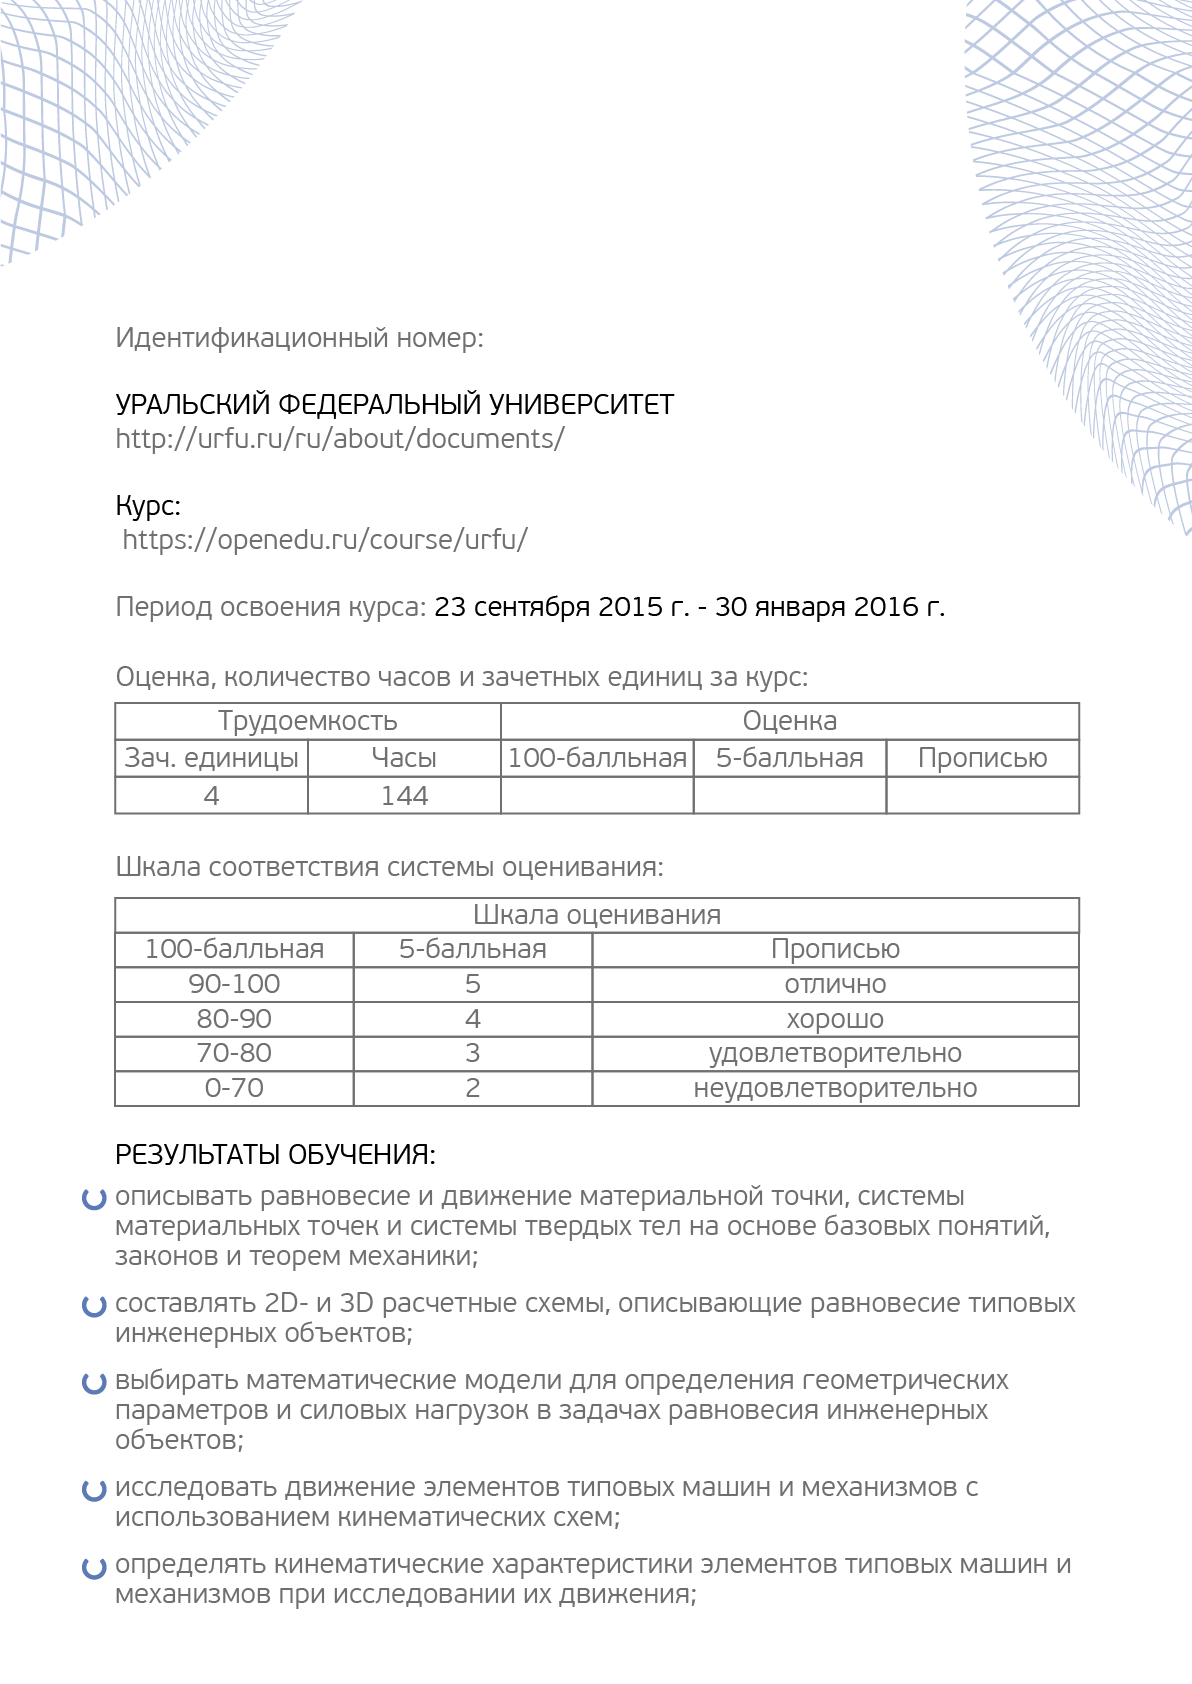 Идентификационный номер:
УРАЛЬСКИЙ ФЕДЕРАЛЬНЫЙ УНИВЕРСИТЕТ
http://urfu.ru/ru/about/documents/
Курс:
https://openedu.ru/course/urfu/
Период освоения курса: 23 сентября 2015 г. - 30 января 2016 г.
Оценка, количество часов и зачетных единиц за курс:
Трудоемкость Оценка
Зач. единицы Часы 100-балльная 5-балльная Прописью
4 144
Шкала соответствия системы оценивания:
Шкала оценивания
100-балльная 5-балльная Прописью
90-100 5 отлично
80-90 4 хорошо
70-80 3 удовлетворительно
0-70 2 неудовлетворительно
РЕЗУЛЬТАТЫ ОБУЧЕНИЯ:
описывать равновесие и движение материальной точки, системы
материальных точек и системы твердых тел на основе базовых понятий,
законов и теорем механики;
составлять 2D- и 3D расчетные схемы, описывающие равновесие типовых
инженерных объектов;
выбирать математические модели для определения геометрических
параметров и силовых нагрузок в задачах равновесия инженерных
объектов;
исследовать движение элементов типовых машин и механизмов с
использованием кинематических схем;
определять кинематические характеристики элементов типовых машин и
механизмов при исследовании их движения;